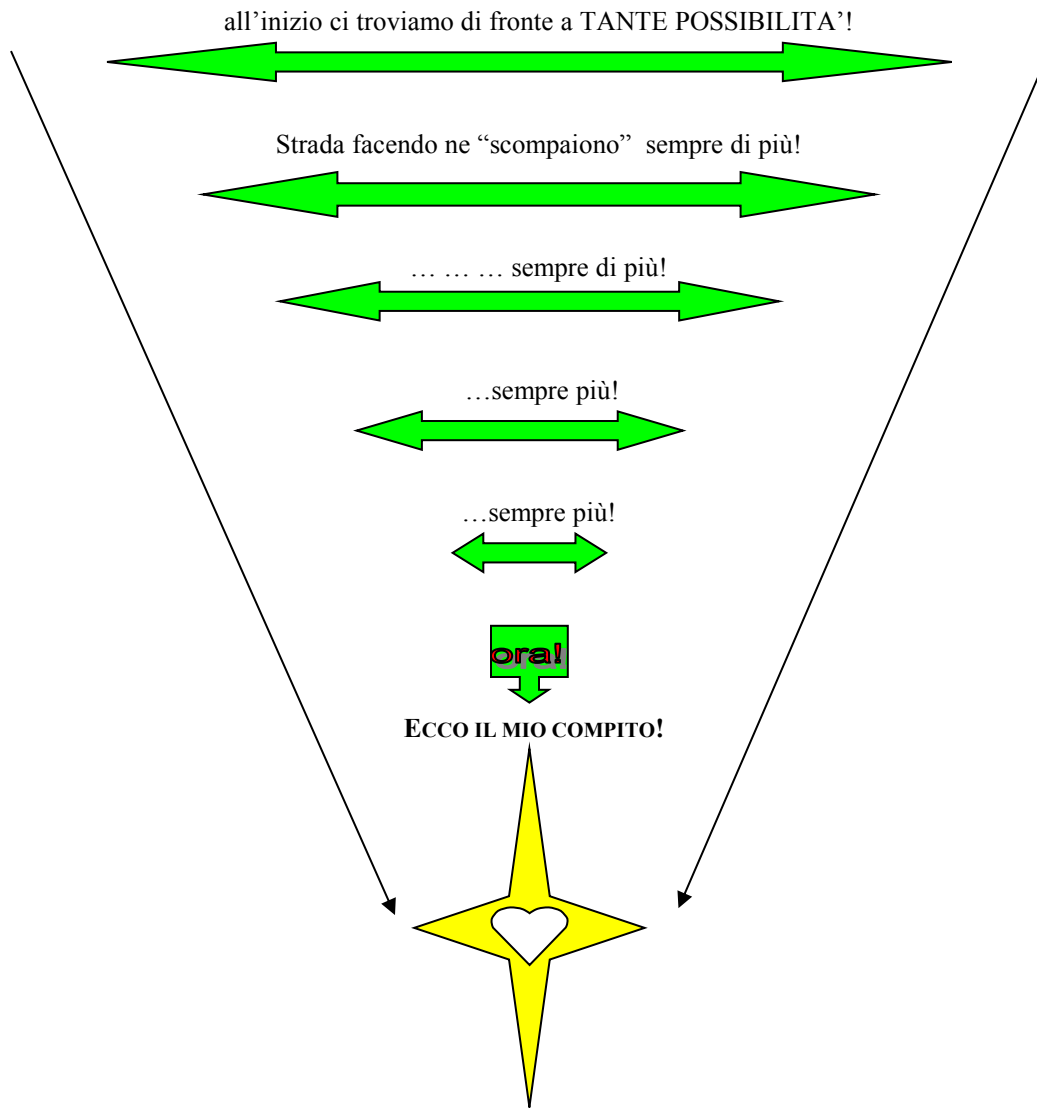 all’inizio ci troviamo di fronte a TANTE POSSIBILITA’!
Strada facendo ne “scompaiono”  sempre di più!
… … … sempre di più!
…sempre più!
…sempre più!
ora!
ECCO IL MIO COMPITO!